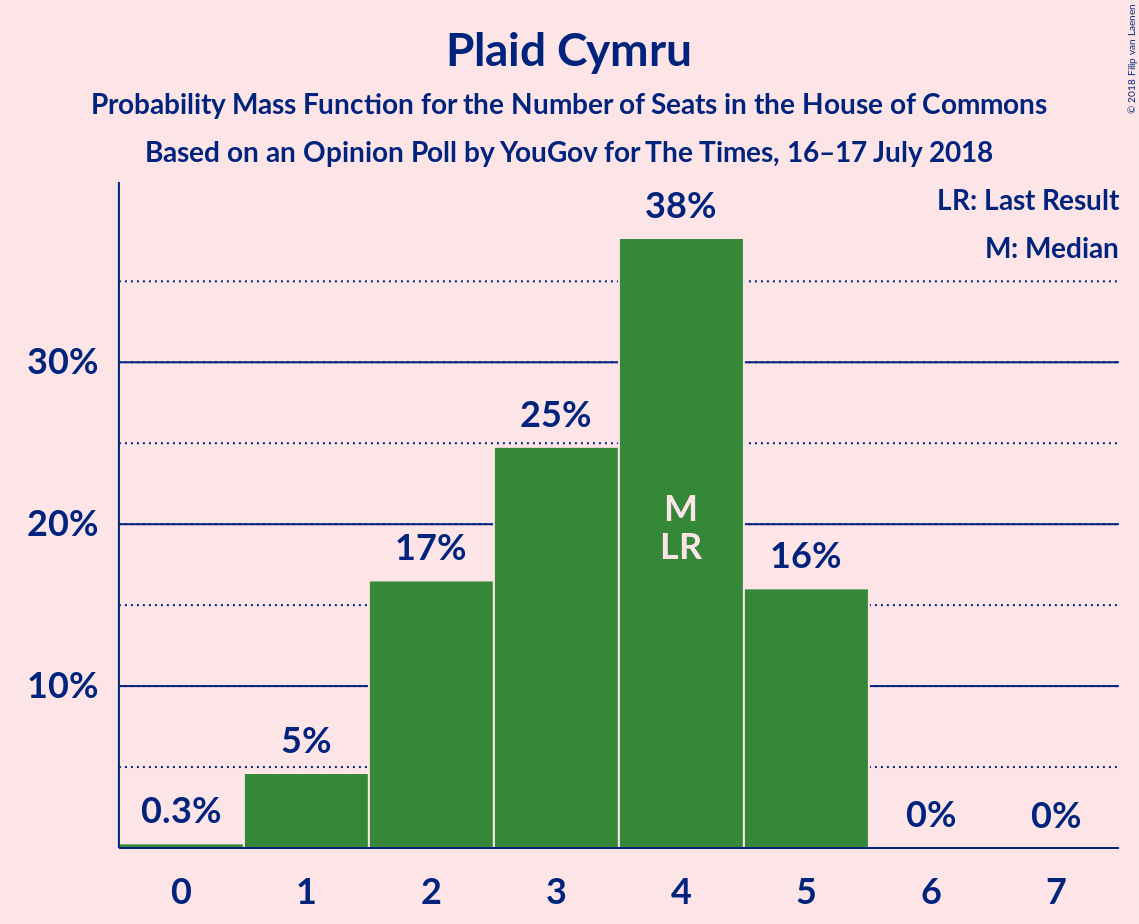 Plaid Cymru
Probability Mass Function for the Number of Seats in the House of Commons
Based on an Opinion Poll by YouGov for The Times, 16–17 July 2018
© 2018 Filip van Laenen
LR: Last Result
M: Median
38%
30%
25%
20%
M
LR
17%
16%
10%
5%
0.3%
0%
0%
0 1 2 3 4 5 6 7